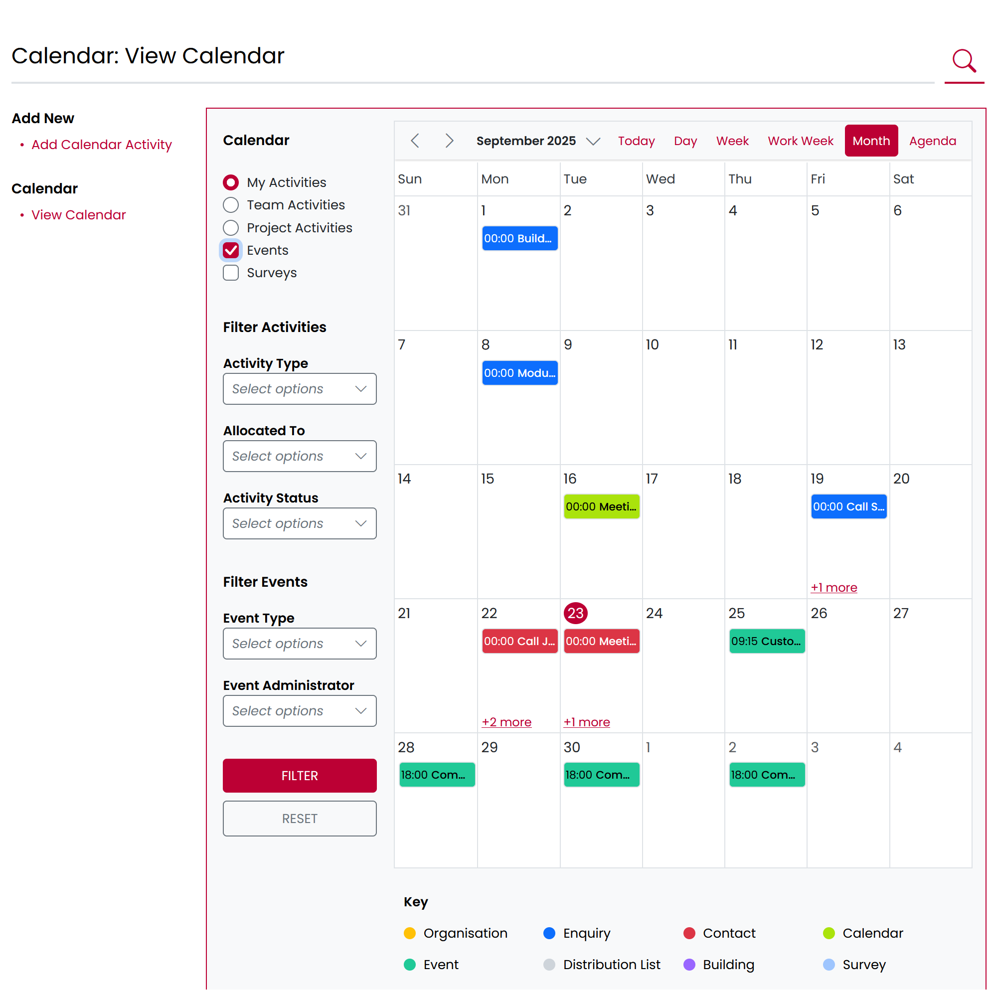 Calendar: View Calendar
Add New
• Add Calendar Activity
Calendar
• View Calendar
Calendar
My Activities
Team Activities
Project Activities
Events
Surveys
Filter Activities
Activity Type
Select options
Allocated To
Select options
Activity Status
Select options
Filter Events
Event Type
Select options
Event Administrator
Select options
FILTER
RESET
September 2025 Today Day Week Work Week Month Agenda
Sun Mon Tue Wed Thu Fri Sat
31 1 2 3 4 5 6
00:00 Build...
7 8 9 10 11 12 13
00:00 Modu...
14 15 16 17 18 19 20
00:00 Meeti... 00:00 Call S...
+1 more
21 22 23 24 25 26 27
00:00 Call J... 00:00 Meeti... 09:15 Custo...
+2 more +1 more
28 29 30 1 2 3 4
18:00 Com... 18:00 Com... 18:00 Com...
Key
Organisation Enquiry Contact Calendar
Event Distribution List Building Survey